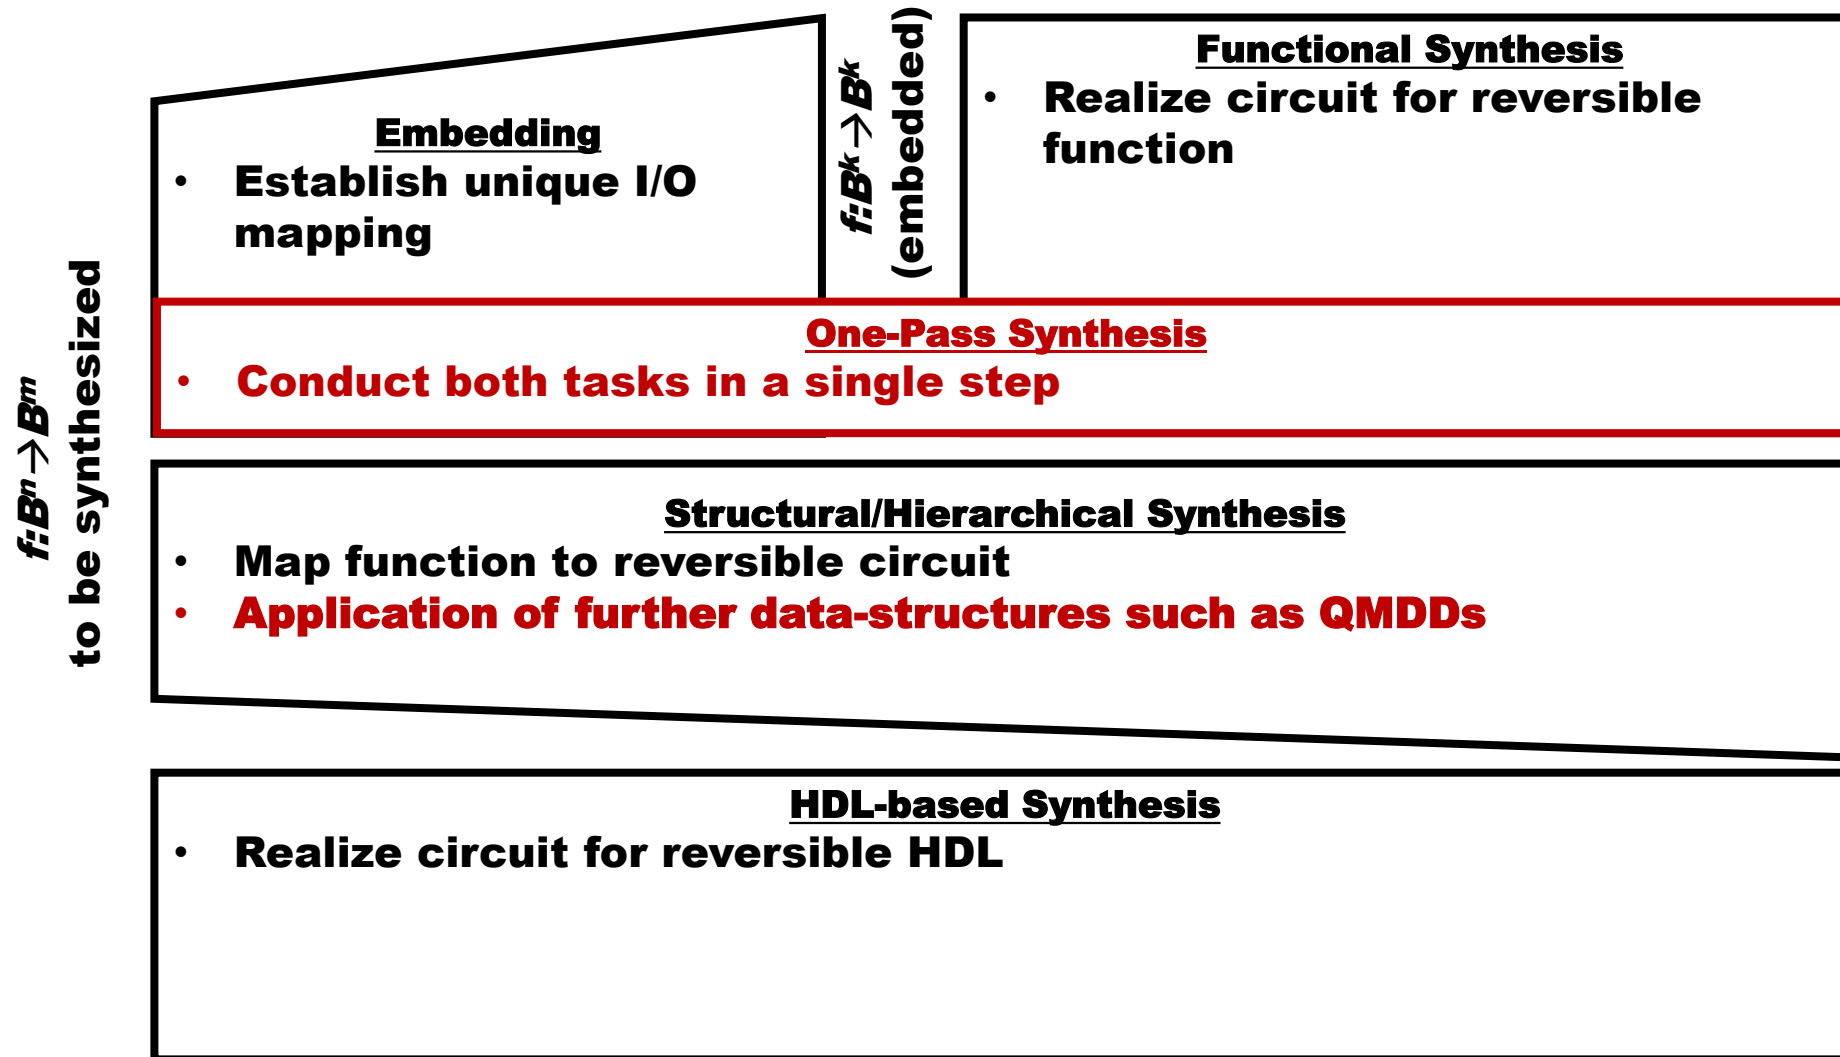 f:Bⁿ→Bᵐ
to be synthesized
Embedding
• Establish unique I/O
mapping
f:Bᵏ→Bᵏ
(embedded)
Functional Synthesis
• Realize circuit for reversible
function
One-Pass Synthesis
• Conduct both tasks in a single step
Structural/Hierarchical Synthesis
• Map function to reversible circuit
• Application of further data-structures such as QMDDs
HDL-based Synthesis
• Realize circuit for reversible HDL